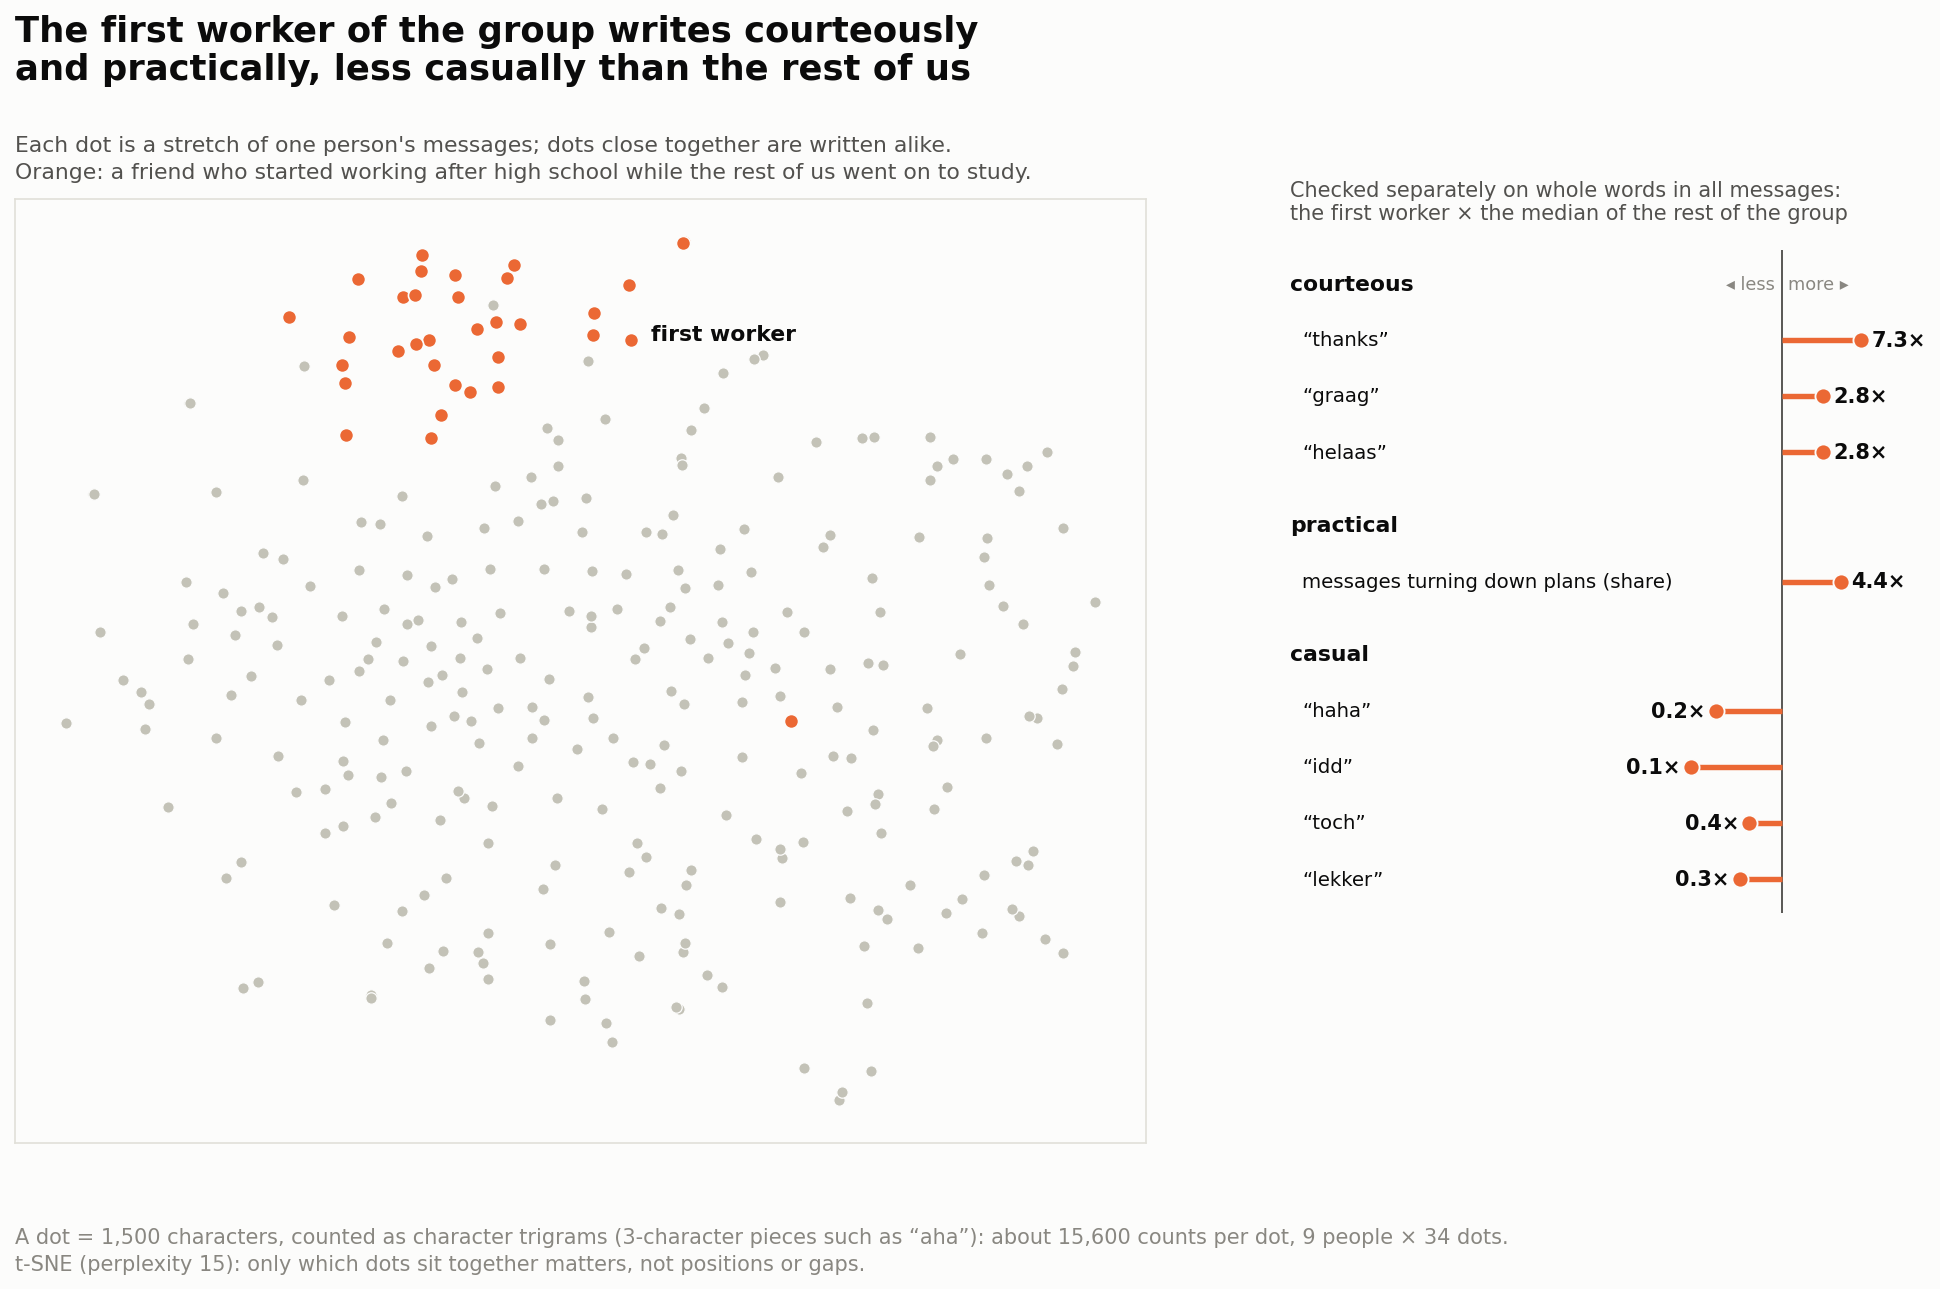 The first worker of the group writes courteously
and practically, less casually than the rest of us
Each dot is a stretch of one person's messages; dots close together are written alike.
Orange: a friend who started working after high school while the rest of us went on to study.
first worker
Checked separately on whole words in all messages:
the first worker × the median of the rest of the group
courteous ◂ less more ▸
“thanks” 7.3×
“graag” 2.8×
“helaas” 2.8×
practical
messages turning down plans (share) 4.4×
casual
“haha” 0.2×
“idd” 0.1×
“toch” 0.4×
“lekker” 0.3×
A dot = 1,500 characters, counted as character trigrams (3-character pieces such as “aha”): about 15,600 counts per dot, 9 people × 34 dots.
t-SNE (perplexity 15): only which dots sit together matters, not positions or gaps.